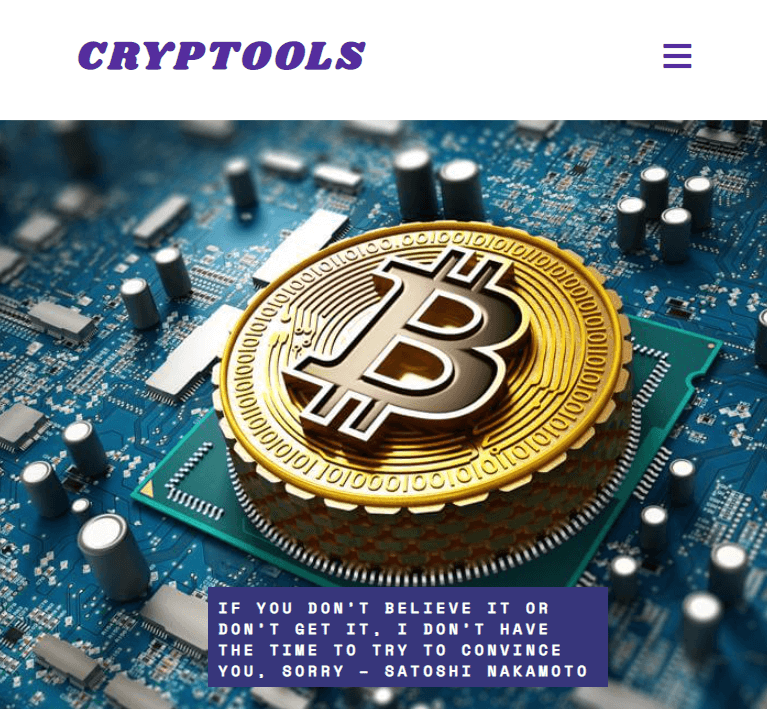 CRYPTOOLS
IF YOU DON'T BELIEVE IT OR
DON'T GET IT, I DON'T HAVE
THE TIME TO TRY TO CONVINCE
YOU, SORRY – SATOSHI NAKAMOTO